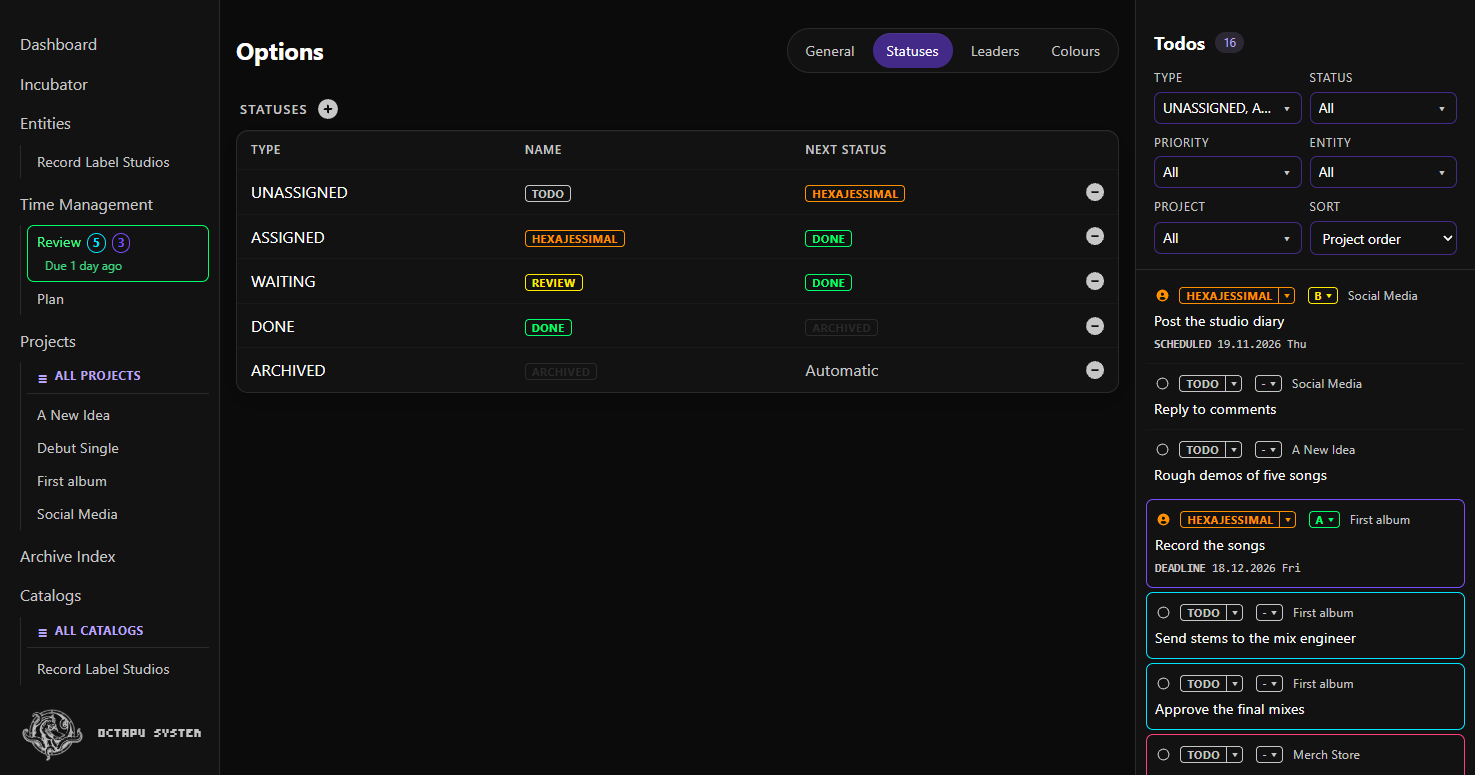 Dashboard
Incubator
Entities
Record Label Studios
Time Management
Review 5 3
Due 1 day ago
Plan
Projects
ALL PROJECTS
A New Idea
Debut Single
First album
Social Media
Archive Index
Catalogs
ALL CATALOGS
Record Label Studios
OCTAPU SYSTEM
Options
General Statuses Leaders Colours
STATUSES +
TYPE NAME NEXT STATUS
UNASSIGNED TODO HEXAJESSIMAL
ASSIGNED HEXAJESSIMAL DONE
WAITING REVIEW DONE
DONE DONE ARCHIVED
ARCHIVED ARCHIVED Automatic
Todos 16
TYPE STATUS
UNASSIGNED, A... All
PRIORITY ENTITY
All All
PROJECT SORT
All Project order
HEXAJESSIMAL B Social Media
Post the studio diary
SCHEDULED 19.11.2026 Thu
TODO - Social Media
Reply to comments
TODO - A New Idea
Rough demos of five songs
HEXAJESSIMAL A First album
Record the songs
DEADLINE 18.12.2026 Fri
TODO - First album
Send stems to the mix engineer
TODO - First album
Approve the final mixes
TODO - Merch Store